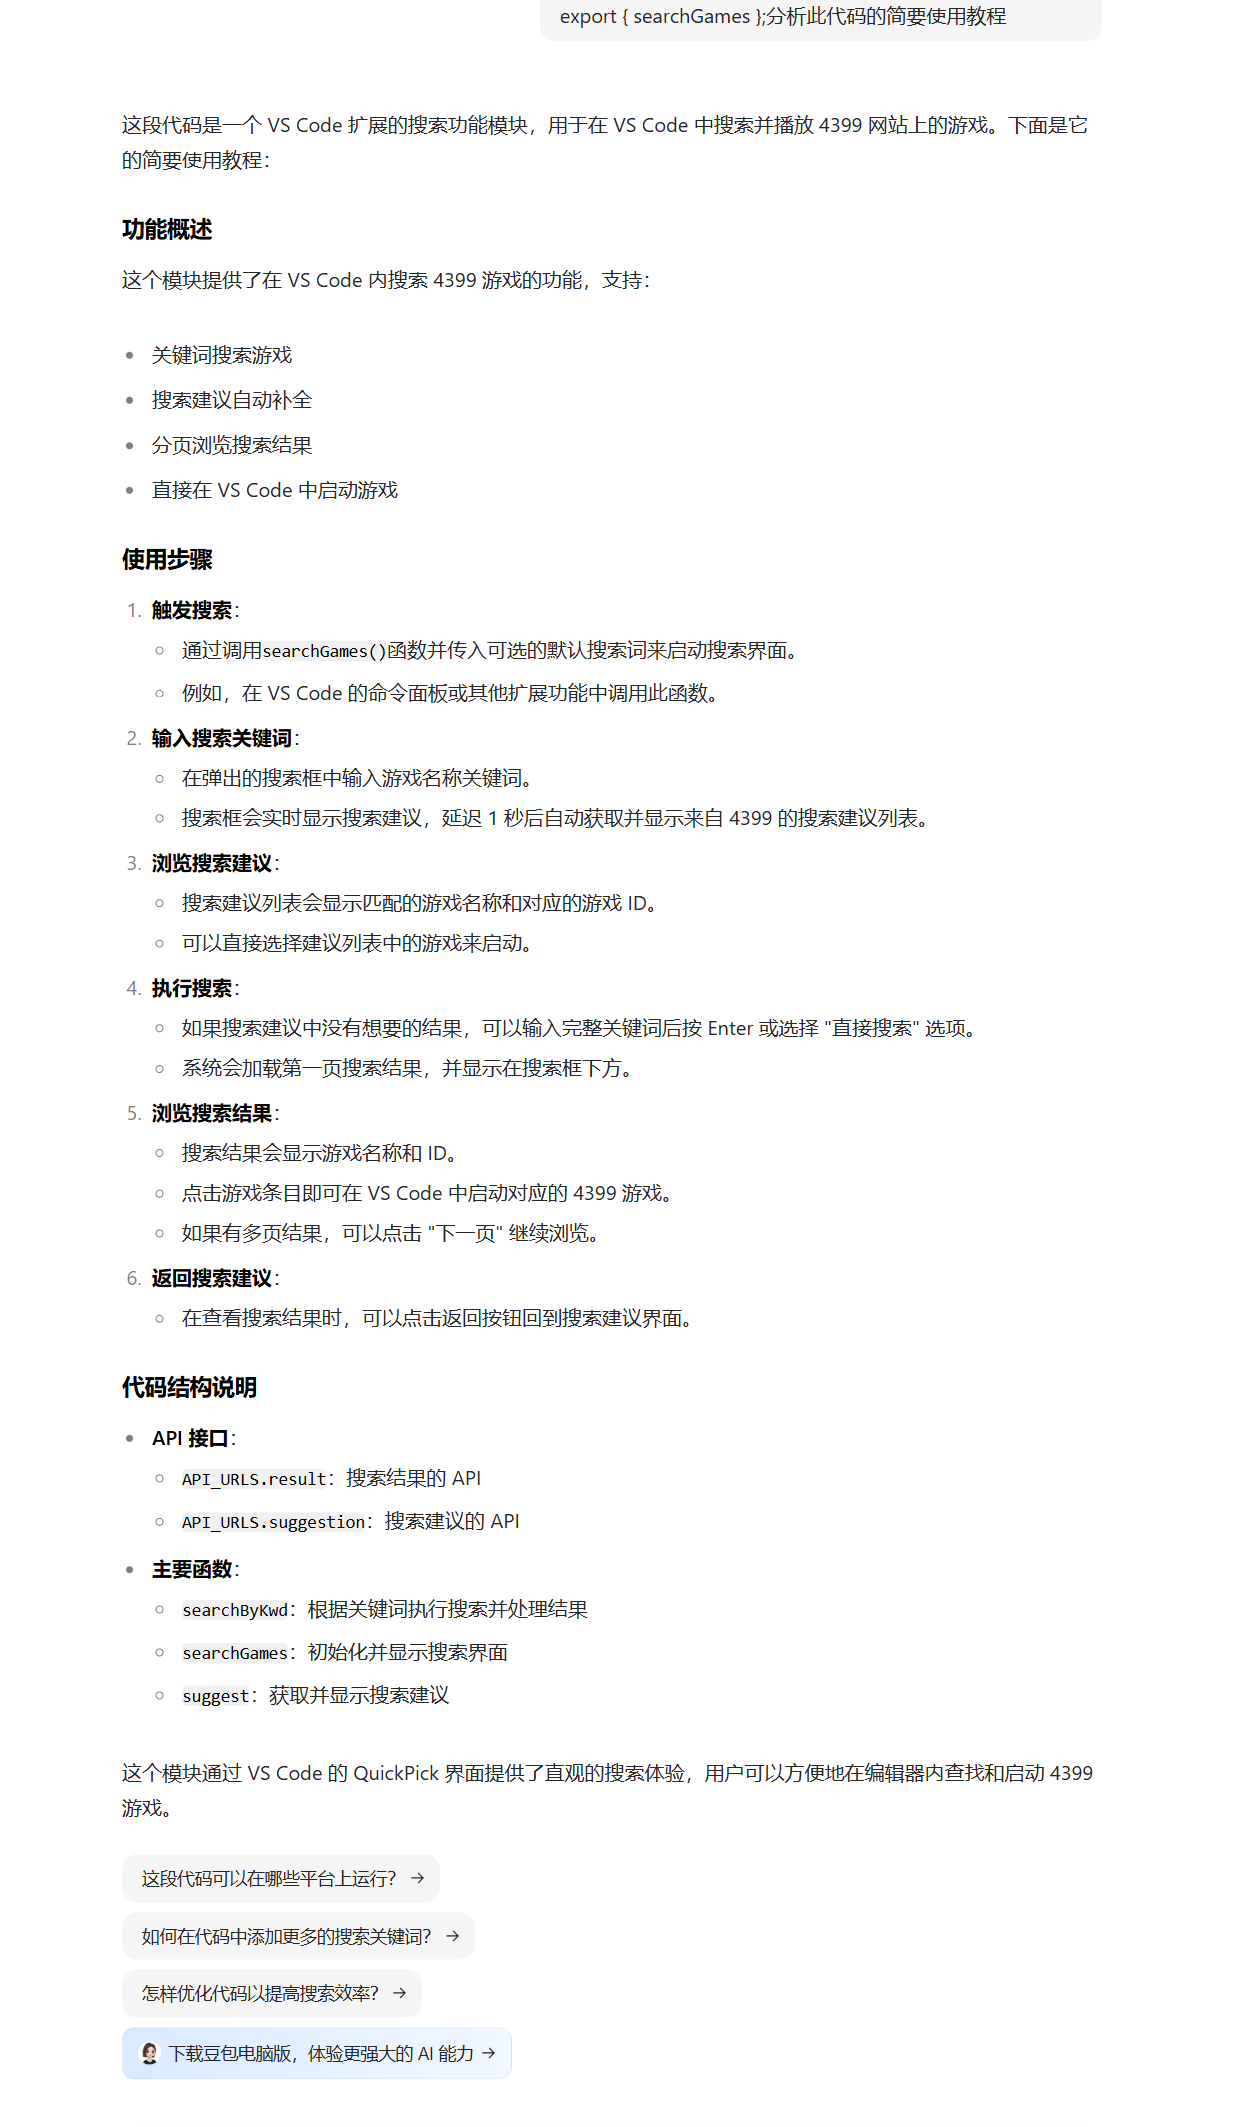 export { searchGames };分析此代码的简要使用教程
这段代码是一个 VS Code 扩展的搜索功能模块，用于在 VS Code 中搜索并播放 4399 网站上的游戏。下面是它
的简要使用教程：
功能概述
这个模块提供了在 VS Code 内搜索 4399 游戏的功能，支持：
• 关键词搜索游戏
• 搜索建议自动补全
• 分页浏览搜索结果
• 直接在 VS Code 中启动游戏
使用步骤
1. 触发搜索：
○ 通过调用searchGames()函数并传入可选的默认搜索词来启动搜索界面。
○ 例如，在 VS Code 的命令面板或其他扩展功能中调用此函数。
2. 输入搜索关键词：
○ 在弹出的搜索框中输入游戏名称关键词。
○ 搜索框会实时显示搜索建议，延迟 1 秒后自动获取并显示来自 4399 的搜索建议列表。
3. 浏览搜索建议：
○ 搜索建议列表会显示匹配的游戏名称和对应的游戏 ID。
○ 可以直接选择建议列表中的游戏来启动。
4. 执行搜索：
○ 如果搜索建议中没有想要的结果，可以输入完整关键词后按 Enter 或选择 "直接搜索" 选项。
○ 系统会加载第一页搜索结果，并显示在搜索框下方。
5. 浏览搜索结果：
○ 搜索结果会显示游戏名称和 ID。
○ 点击游戏条目即可在 VS Code 中启动对应的 4399 游戏。
○ 如果有多页结果，可以点击 "下一页" 继续浏览。
6. 返回搜索建议：
○ 在查看搜索结果时，可以点击返回按钮回到搜索建议界面。
代码结构说明
• API 接口：
○ API_URLS.result：搜索结果的 API
○ API_URLS.suggestion：搜索建议的 API
• 主要函数：
○ searchByKwd：根据关键词执行搜索并处理结果
○ searchGames：初始化并显示搜索界面
○ suggest：获取并显示搜索建议
这个模块通过 VS Code 的 QuickPick 界面提供了直观的搜索体验，用户可以方便地在编辑器内查找和启动 4399
游戏。
这段代码可以在哪些平台上运行？ →
如何在代码中添加更多的搜索关键词？ →
怎样优化代码以提高搜索效率？ →
下载豆包电脑版，体验更强大的 AI 能力 →